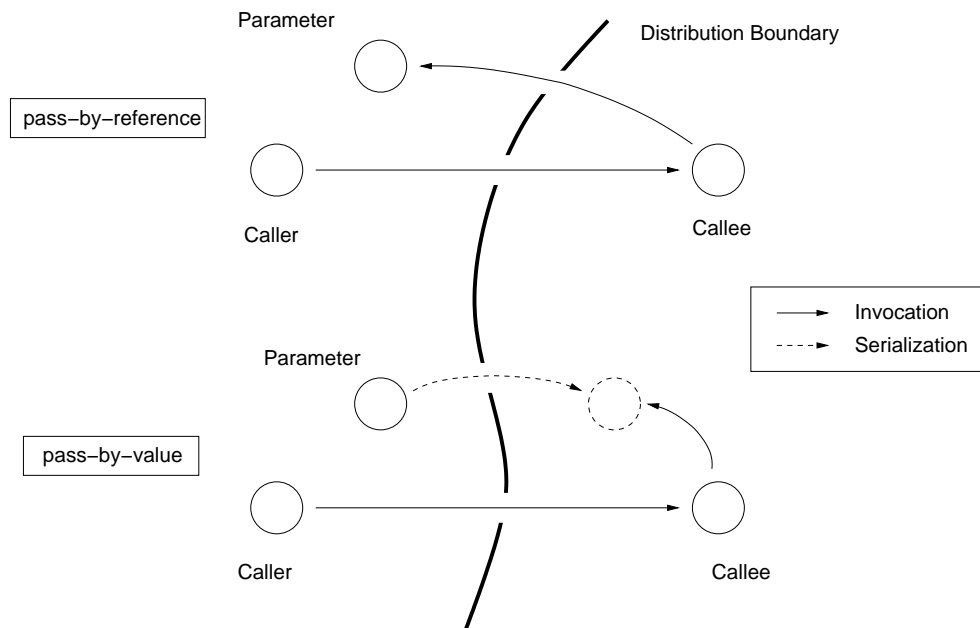 Parameter
Distribution Boundary
pass−by−reference
Caller
Callee
Invocation
Serialization
Parameter
pass−by−value
Caller
Callee